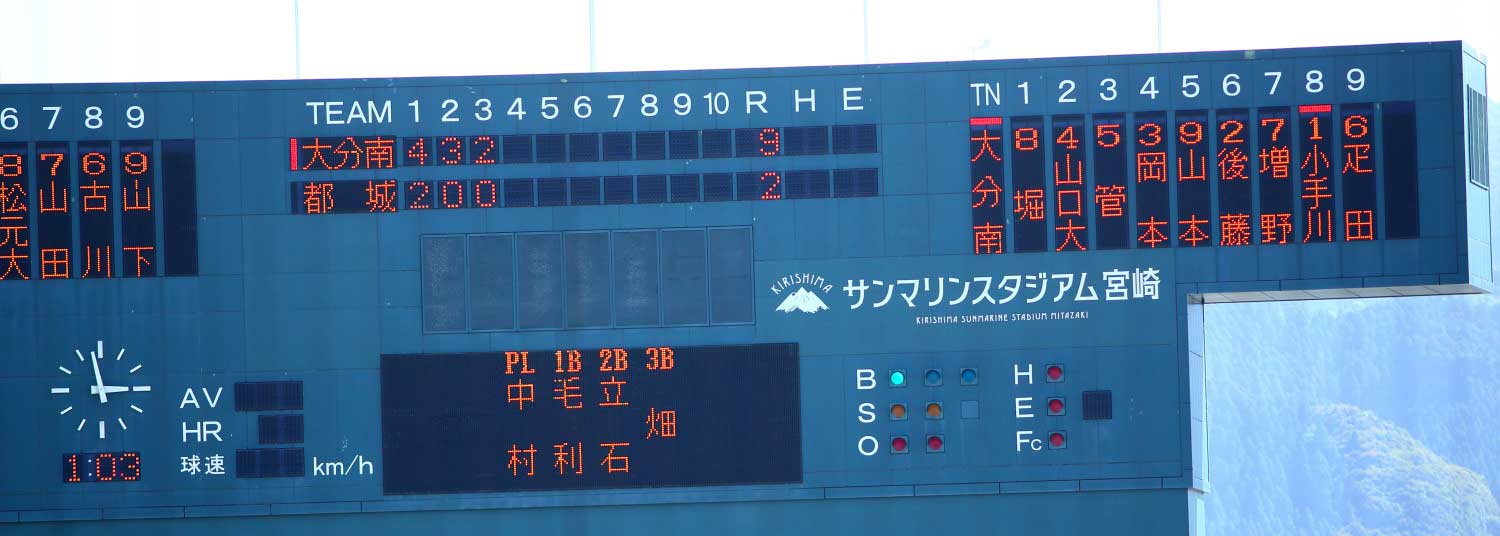 6 7 8 9
8 7 6 9
松元大 山田 古川 山下
TEAM 1 2 3 4 5 6 7 8 9 10 R H E
大分南 4 3 2 9
都城 2 0 0 2
TN 1 2 3 4 5 6 7 8 9
大分南 8 4 5 3 9 2 7 1 6
堀 山口大 管 岡本 山本 後藤 増野 小手川 疋田
KIRISHIMA サンマリンスタジアム宮崎
KIRISHIMA SUNMARINE STADIUM MIYAZAKI
PL 1B 2B 3B
中村 毛利 立石 畑
AV
HR
球速 km/h
1:03
B H
S E
O Fc